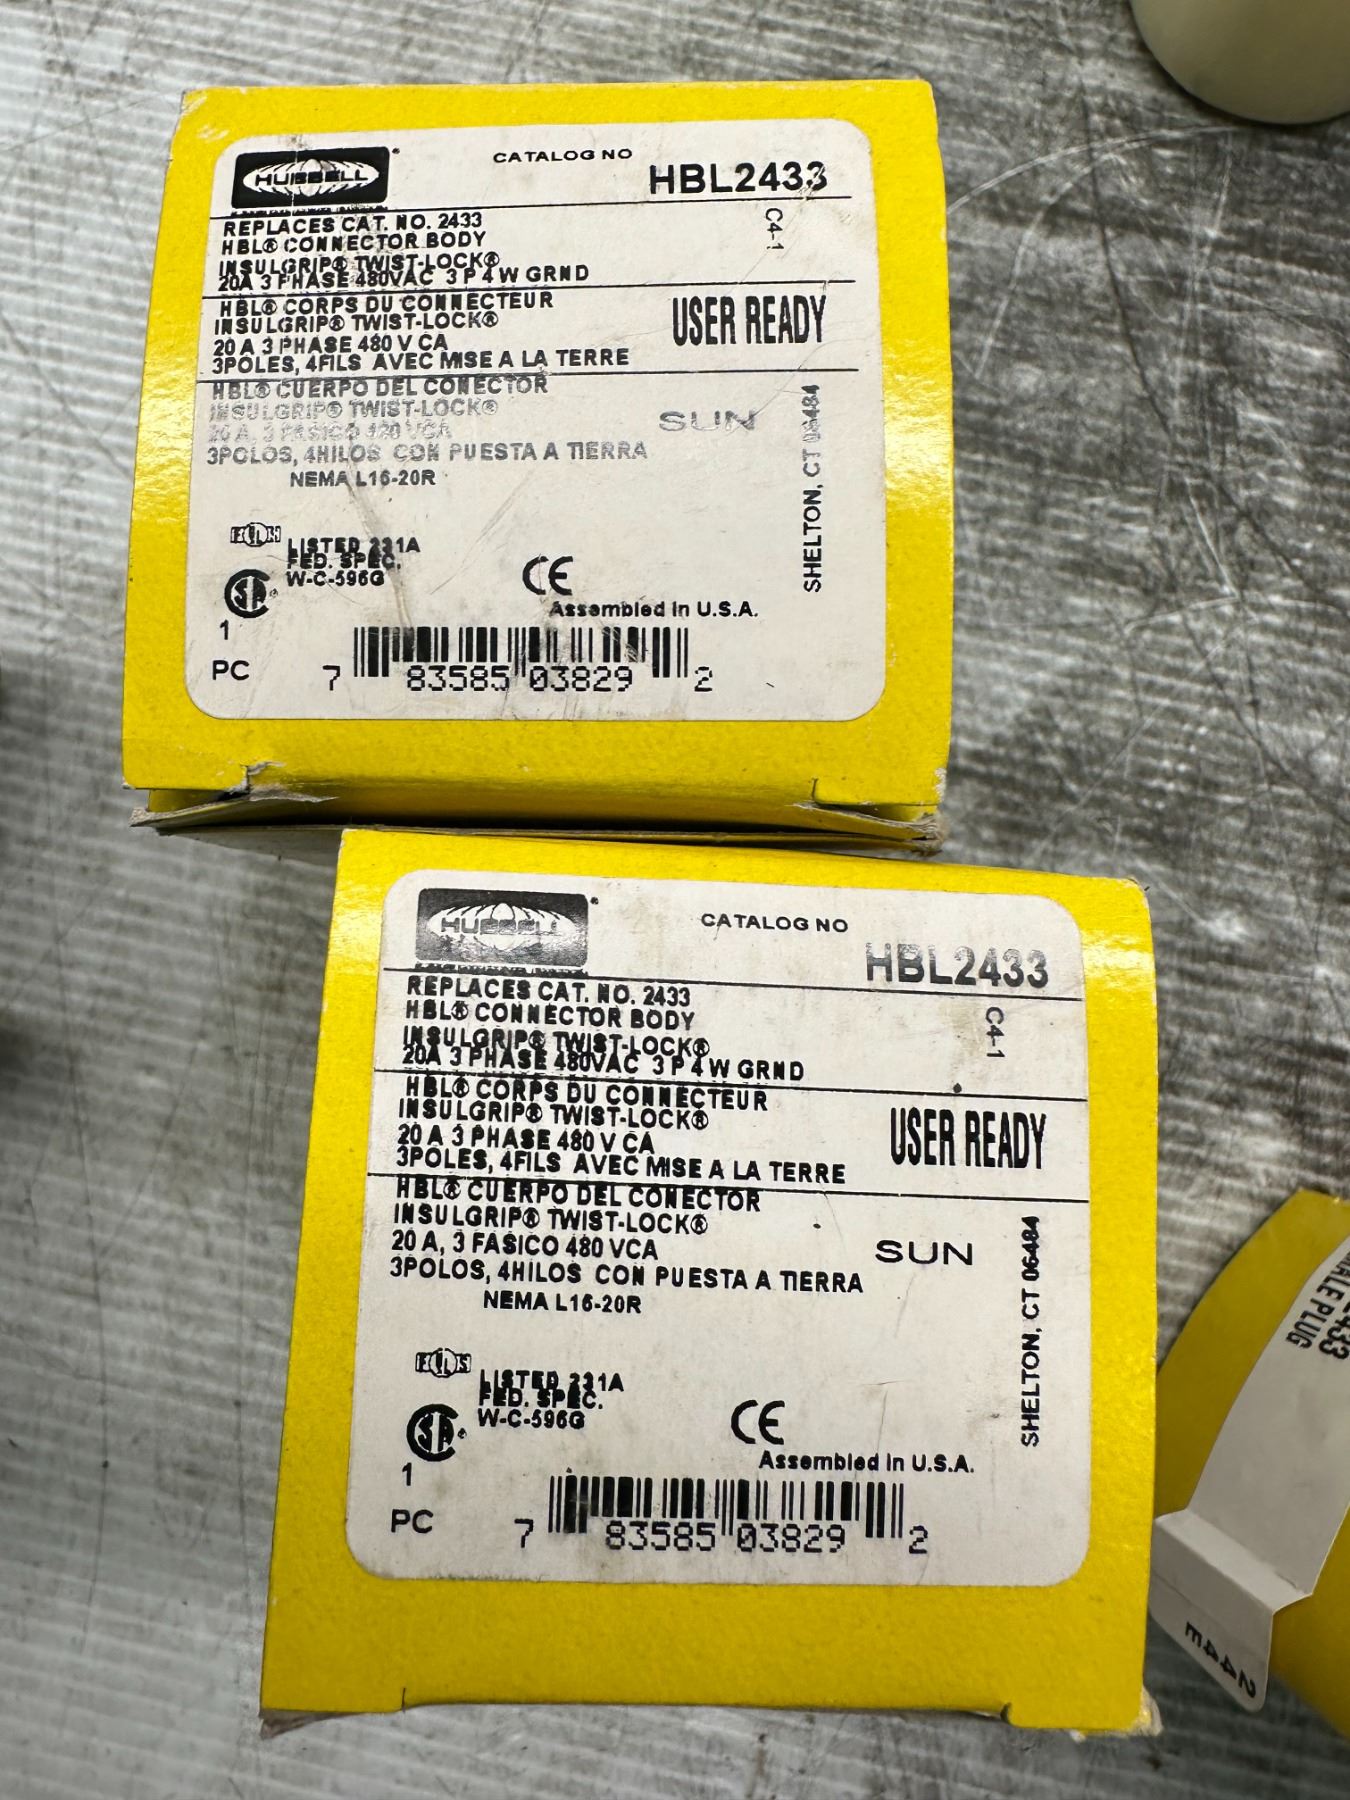 HUBBELL
CATALOG NO
HBL2433
REPLACES CAT. NO. 2433
HBL® CONNECTOR BODY
INSULGRIP® TWIST-LOCK®
20A 3 PHASE 480VAC 3 P 4 W GRND
C4-1
HBL® CORPS DU CONNECTEUR
INSULGRIP® TWIST-LOCK®
20 A 3 PHASE 480 V CA
3POLES, 4FILS AVEC MISE A LA TERRE
USER READY
HBL® CUERPO DEL CONECTOR
INSULGRIP® TWIST-LOCK®
20 A, 3 FASICO 480 VCA
3POLOS, 4HILOS CON PUESTA A TIERRA
NEMA L16-20R
SUN
SHELTON, CT 06484
LISTED 231A
FED. SPEC.
W-C-596G
CE
Assembled in U.S.A.
1
PC
7 83585 03829 2
HUBBELL
CATALOG NO
HBL2433
REPLACES CAT. NO. 2433
HBL® CONNECTOR BODY
INSULGRIP® TWIST-LOCK®
20A 3 PHASE 480VAC 3 P 4 W GRND
C4-1
HBL® CORPS DU CONNECTEUR
INSULGRIP® TWIST-LOCK®
20 A 3 PHASE 480 V CA
3POLES, 4FILS AVEC MISE A LA TERRE
USER READY
HBL® CUERPO DEL CONECTOR
INSULGRIP® TWIST-LOCK®
20 A, 3 FASICO 480 VCA
3POLOS, 4HILOS CON PUESTA A TIERRA
NEMA L16-20R
SUN
SHELTON, CT 06484
LISTED 231A
FED. SPEC.
W-C-596G
CE
Assembled in U.S.A.
1
PC
7 83585 03829 2
PLUG